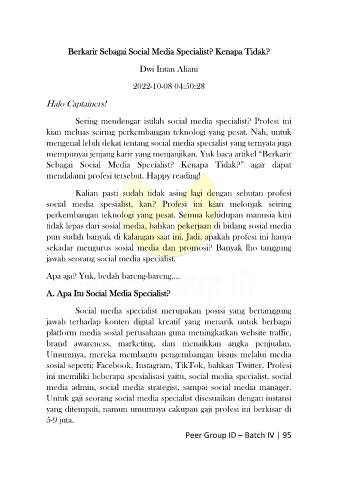 Berkarir Sebagai Social Media Specialist? Kenapa Tidak?
Dwi Intan Aliani
2022-10-08 04:50:28
Halo Captainers!
Sering mendengar istilah social media specialist? Profesi ini
kian meluas seiring perkembangan teknologi yang pesat. Nah, untuk
mengenal lebih dekat tentang social media specialist yang ternyata juga
mempunyai jenjang karir yang menjanjikan. Yuk baca artikel “Berkarir
Sebagai Social Media Specialist? Kenapa Tidak?” agar dapat
mendalami profesi tersebut. Happy reading!
Kalian pasti sudah tidak asing lagi dengan sebutan profesi
social media spesialist, kan? Profesi ini kian melonjak seiring
perkembangan teknologi yang pesat. Semua kehidupan manusia kini
tidak lepas dari sosial media, bahkan pekerjaan di bidang sosial media
pun sudah banyak di kalangan saat ini. Jadi, apakah profesi ini hanya
sekadar mengurus sosial media dan promosi? Banyak lho tanggung
jawab seorang social media specialist.
Apa aja? Yuk, bedah bareng-bareng....
Group ID
A. Apa Itu Social Media Specialist?
Social media specialist merupakan posisi yang bertanggung
jawab terhadap konten digital kreatif yang menarik untuk berbagai
platform media sosial perusahaan guna meningkatkan website traffic,
brand awareness, marketing, dan menaikkan angka penjualan.
Umumnya, mereka membantu pengembangan bisnis melalui media
sosial seperti; Facebook, Instagram, TikTok, bahkan Twitter. Profesi
ini memiliki beberapa spesialisasi yaitu, social media specialist, social
media admin, social media strategist, sampai social media manager.
Untuk gaji seorang social media specialist disesuaikan dengan instansi
yang ditempati, namun umumnya cakupan gaji profesi ini berkisar di
5-9 juta.
Peer Group ID – Batch IV | 95